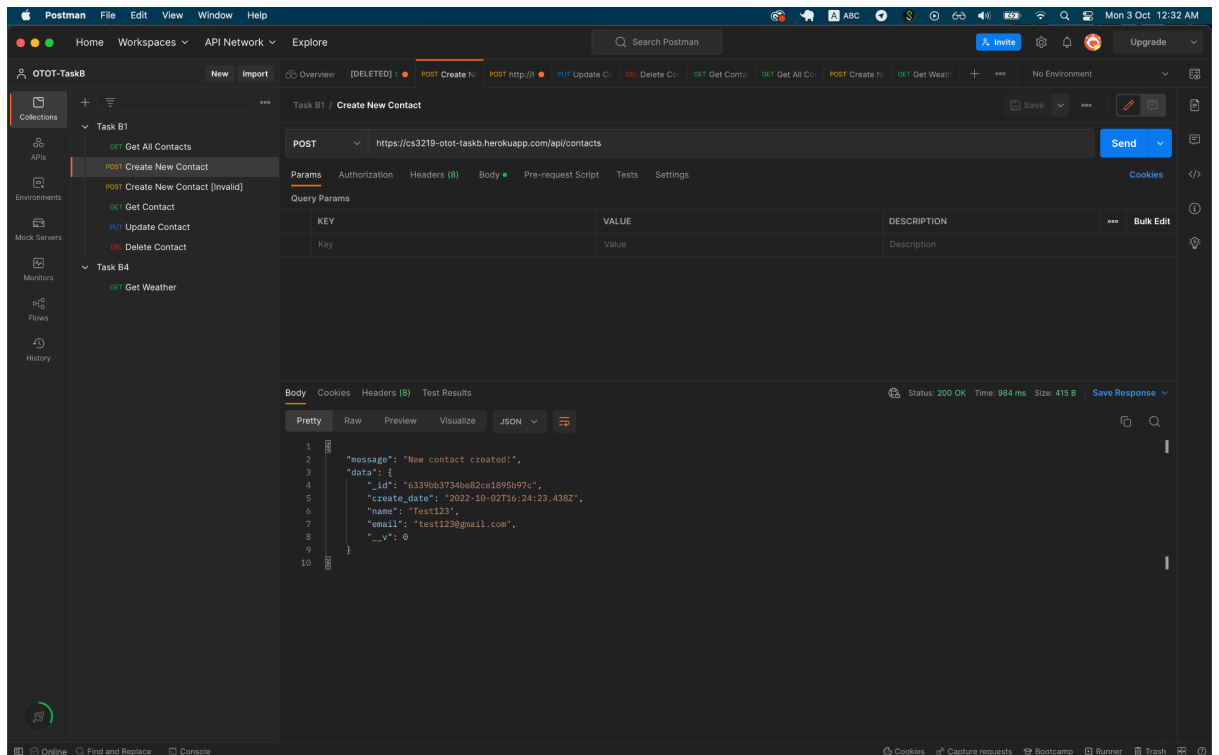 Postman File Edit View Window Help ABC Mon 3 Oct 12:32 AM
Home Workspaces API Network Explore Search Postman Invite Upgrade
OTOT-TaskB New Import Overview [DELETED] POST Create N POST http://l PUT Update C DEL Delete Co GET Get Conta GET Get All Co POST Create N GET Get Weath No Environment
Collections
APIs
Environments
Mock Servers
Monitors
Flows
History
Task B1
GET Get All Contacts
POST Create New Contact
POST Create New Contact [Invalid]
GET Get Contact
PUT Update Contact
DEL Delete Contact
Task B4
GET Get Weather
Task B1 / Create New Contact Save
POST https://cs3219-otot-taskb.herokuapp.com/api/contacts Send
Params Authorization Headers (8) Body Pre-request Script Tests Settings Cookies
Query Params
KEY VALUE DESCRIPTION Bulk Edit
Key Value Description
Body Cookies Headers (8) Test Results Status: 200 OK Time: 984 ms Size: 415 B Save Response
Pretty Raw Preview Visualize JSON
1 {
2 "message": "New contact created!",
3 "data": {
4 "_id": "6339bb3734be82ce1895b97c",
5 "create_date": "2022-10-02T16:24:23.438Z",
6 "name": "Test123",
7 "email": "test123@gmail.com",
8 "__v": 0
9 }
10 }
Online Find and Replace Console Cookies Capture requests Bootcamp Runner Trash